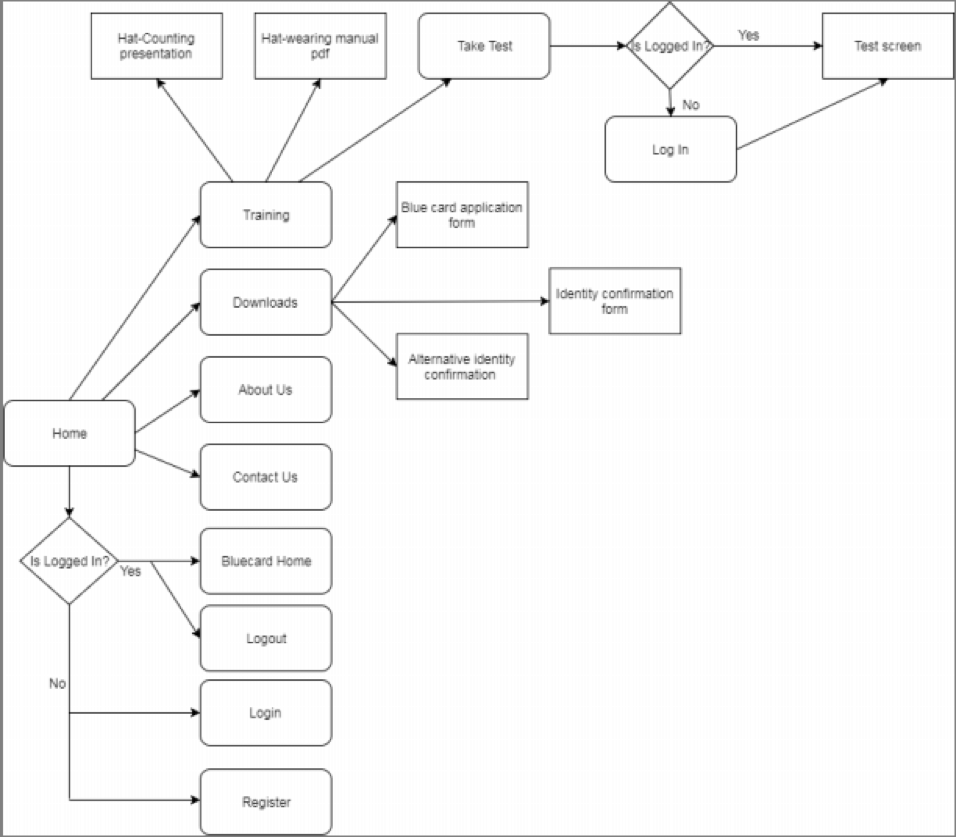 Hat-Counting
presentation
Hat-wearing manual
pdf
Take Test
Is Logged In?
Yes
Test screen
No
Log In
Training
Blue card application
form
Downloads
Identity confirmation
form
Alternative identity
confirmation
About Us
Home
Contact Us
Is Logged In?
Yes
Bluecard Home
Logout
No
Login
Register